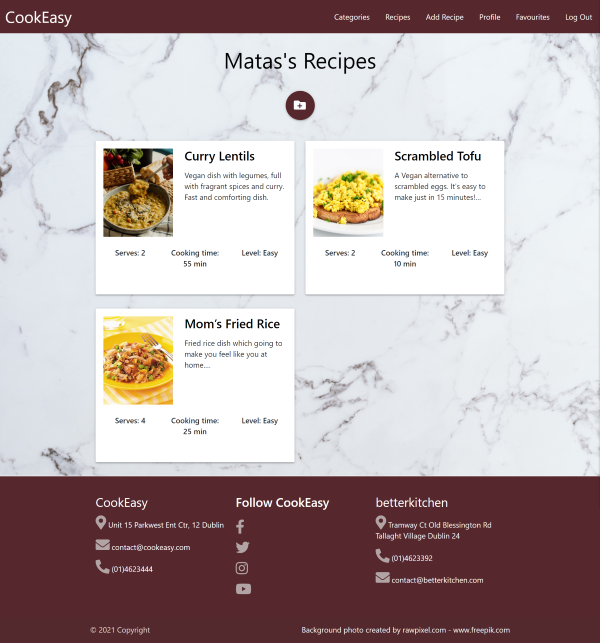 CookEasy
Categories Recipes Add Recipe Profile Favourites Log Out
Matas's Recipes
Curry Lentils
Vegan dish with legumes, full
with fragrant spices and curry.
Fast and comforting dish.
Serves: 2 Cooking time: Level: Easy
55 min
Scrambled Tofu
A Vegan alternative to
scrambled eggs. It's easy to
make just in 15 minutes!...
Serves: 2 Cooking time: Level: Easy
10 min
Mom's Fried Rice
Fried rice dish which going to
make you feel like you at
home....
Serves: 4 Cooking time: Level: Easy
25 min
CookEasy
Unit 15 Parkwest Ent Ctr, 12 Dublin
contact@cookeasy.com
(01)4623444
Follow CookEasy
betterkitchen
Tramway Ct Old Blessington Rd
Tallaght Village Dublin 24
(01)4623392
contact@betterkitchen.com
© 2021 Copyright
Background photo created by rawpixel.com - www.freepik.com